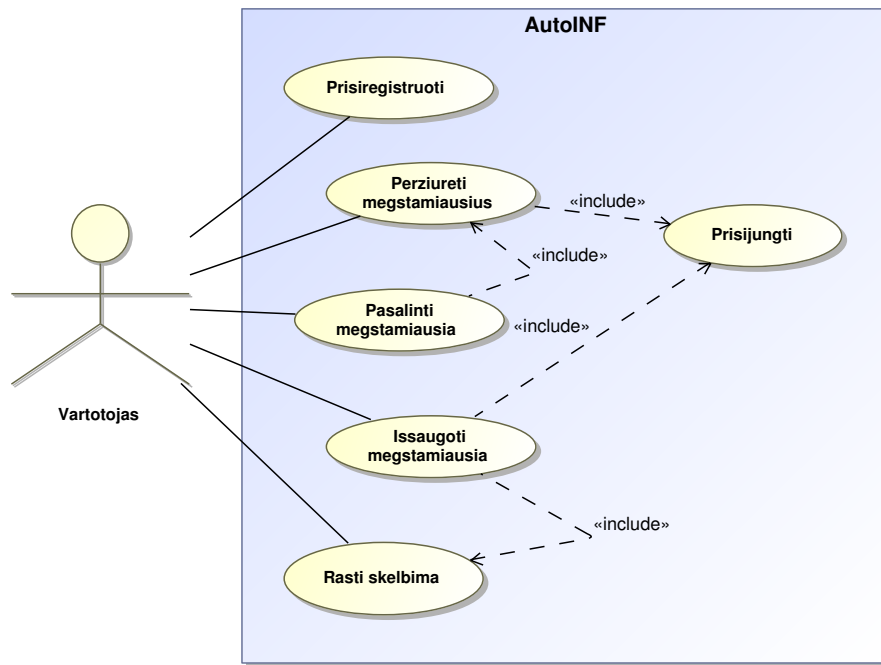 AutoINF
Prisiregistruoti
Perziureti
megstamiausius
«include»
Prisijungti
«include»
Pasalinti
megstamiausia
«include»
Vartotojas
Issaugoti
megstamiausia
«include»
Rasti skelbima